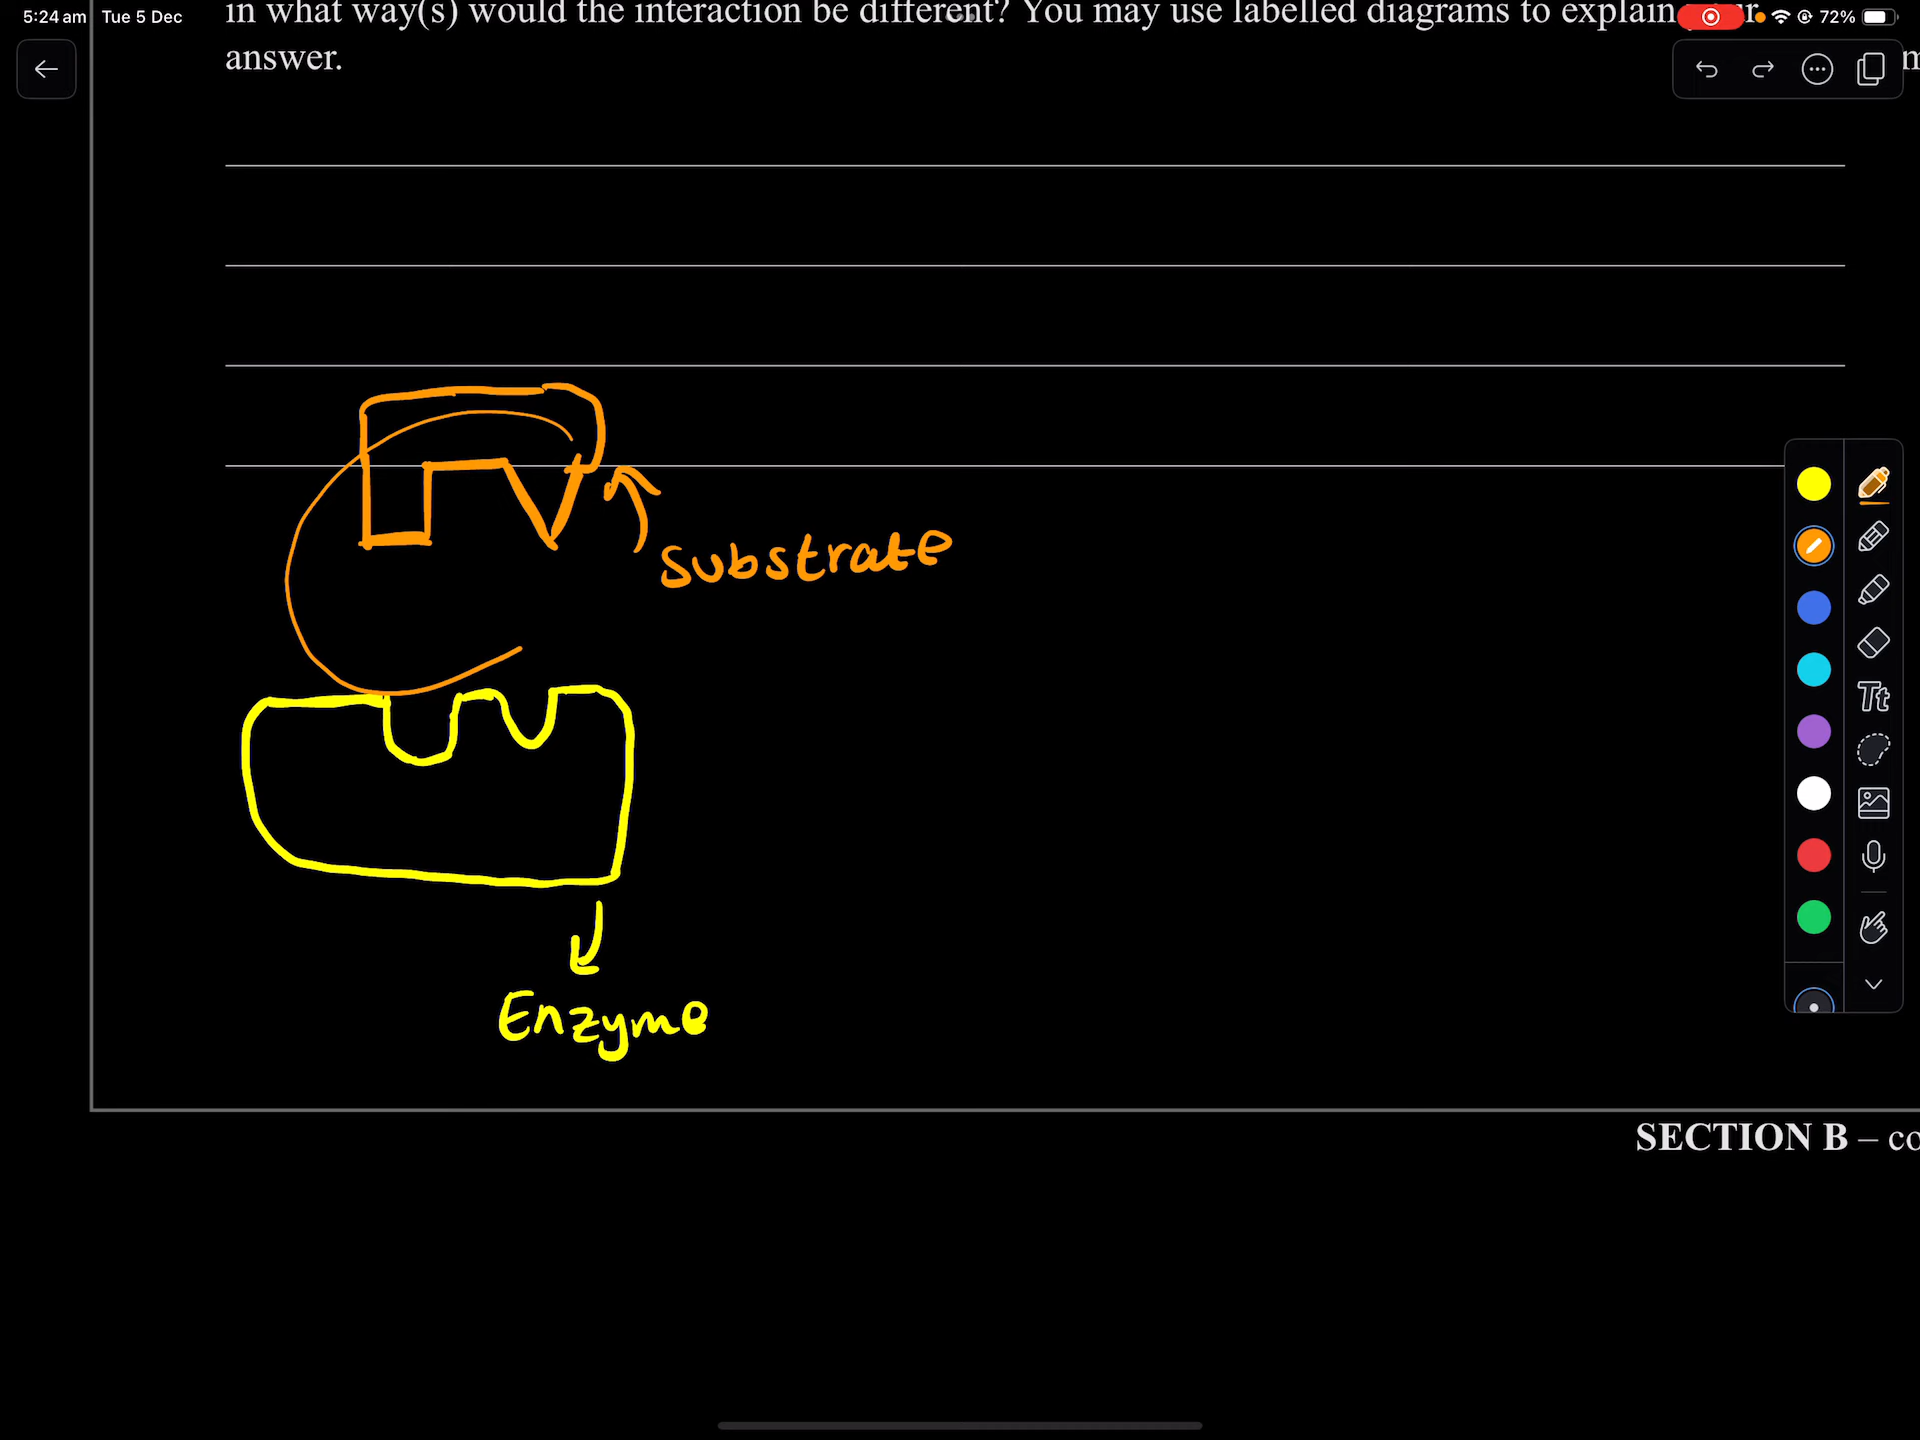 5:24 am Tue 5 Dec
72%
in what way(s) would the interaction be different? You may use labelled diagrams to explain
answer.
Substrate
Enzyme
Tt
SECTION B –